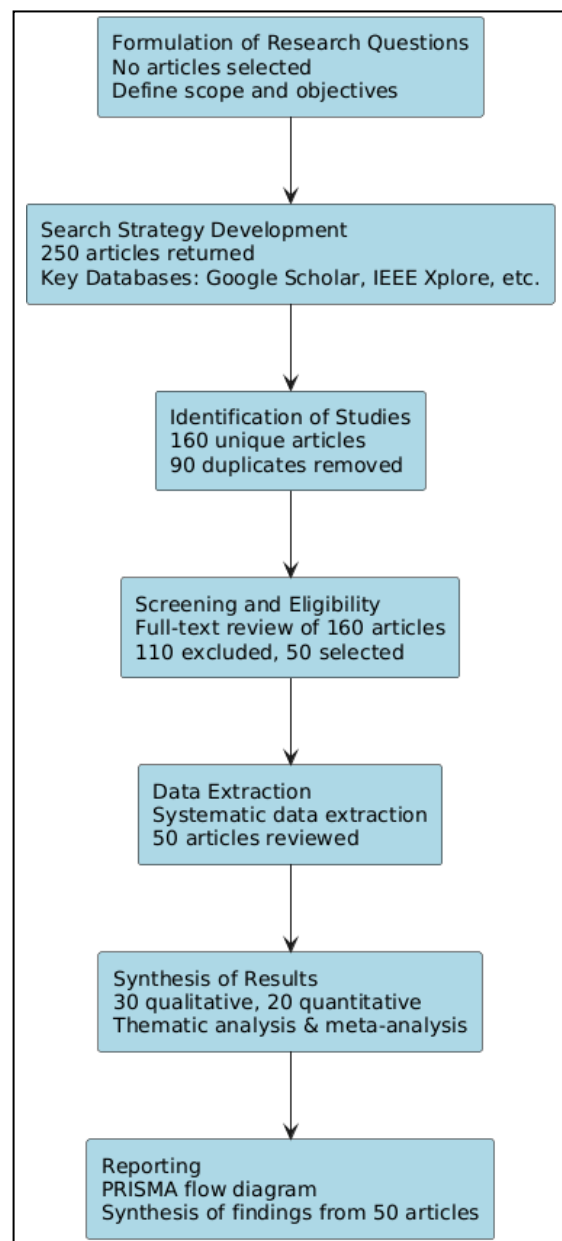 Formulation of Research Questions
No articles selected
Define scope and objectives
Search Strategy Development
250 articles returned
Key Databases: Google Scholar, IEEE Xplore, etc.
Identification of Studies
160 unique articles
90 duplicates removed
Screening and Eligibility
Full-text review of 160 articles
110 excluded, 50 selected
Data Extraction
Systematic data extraction
50 articles reviewed
Synthesis of Results
30 qualitative, 20 quantitative
Thematic analysis & meta-analysis
Reporting
PRISMA flow diagram
Synthesis of findings from 50 articles